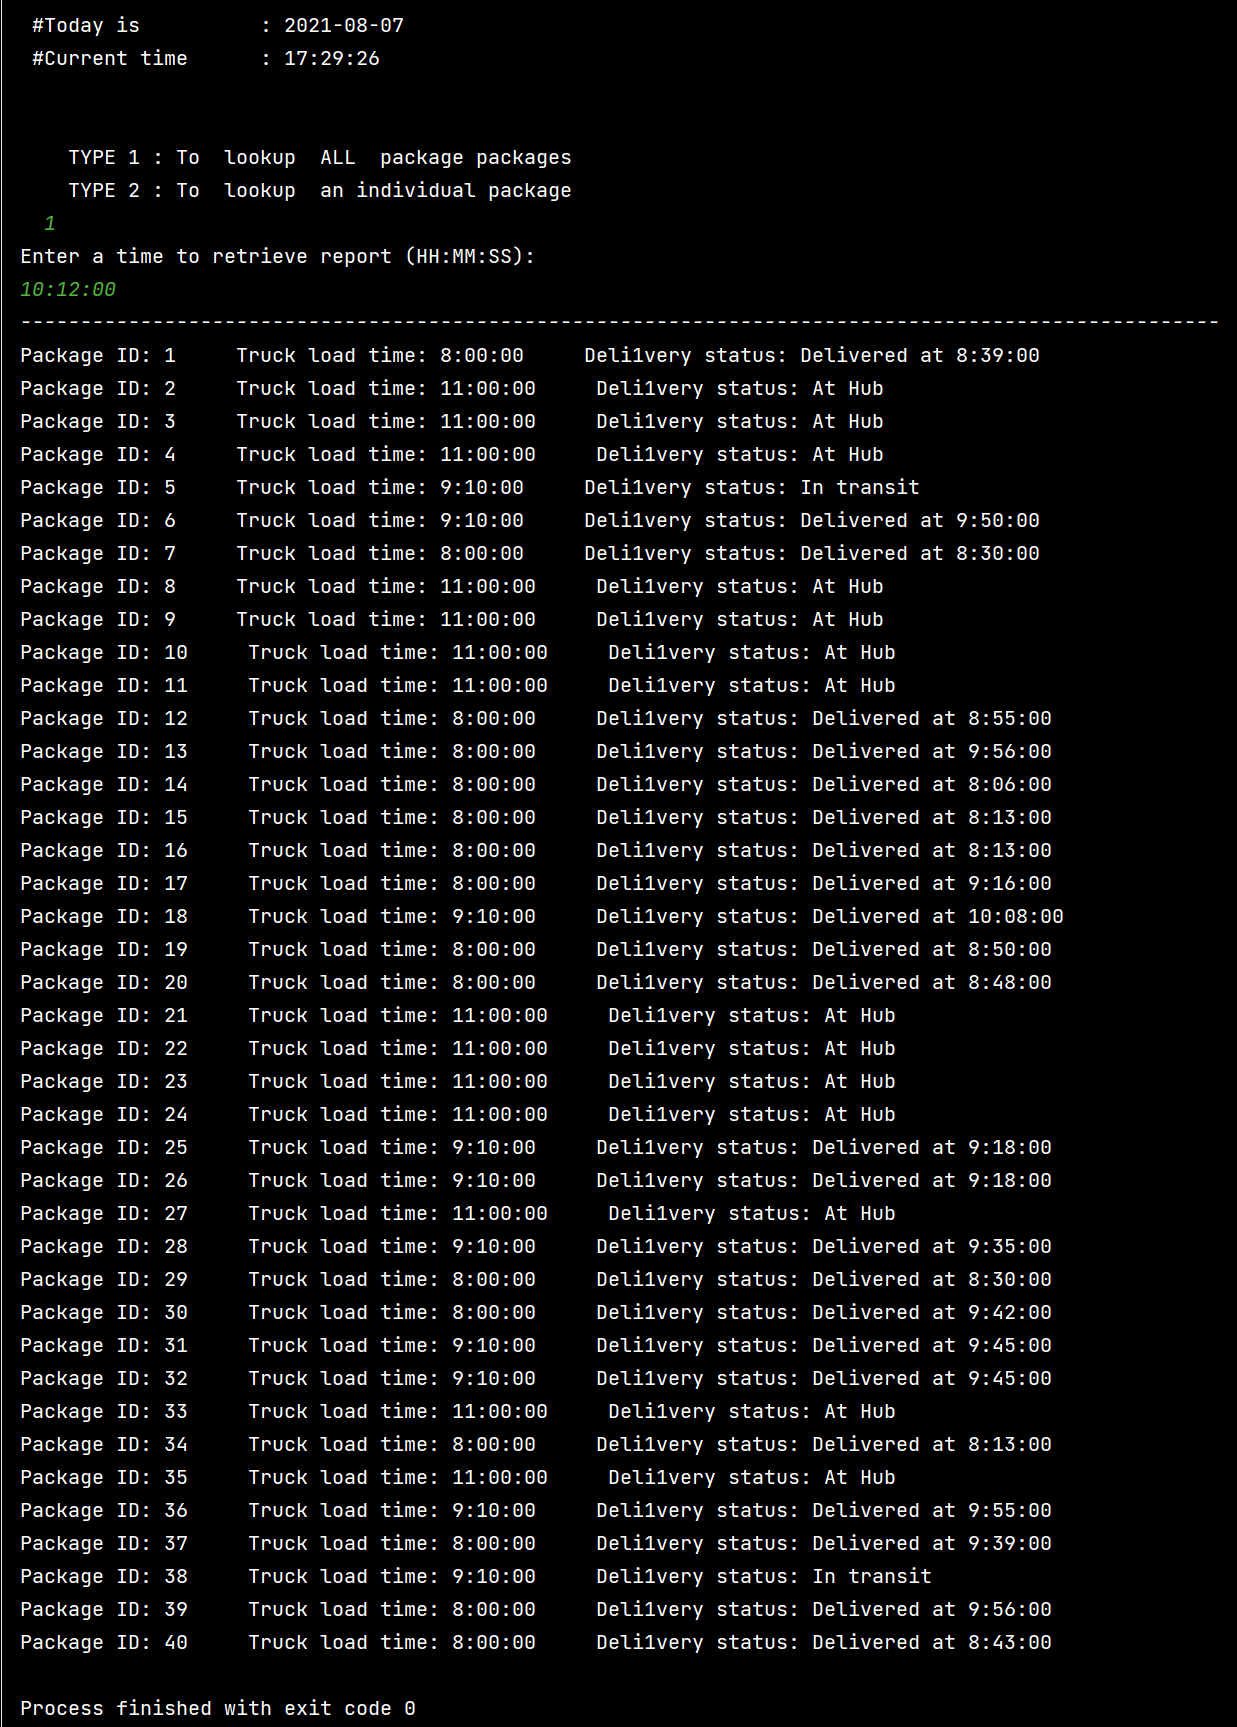 #Today is          : 2021-08-07
#Current time      : 17:29:26
TYPE 1 : To  lookup  ALL  package packages
TYPE 2 : To  lookup  an individual package
1
Enter a time to retrieve report (HH:MM:SS):
10:12:00
----------------------------------------------------------------------------------------------------
Package ID: 1     Truck load time: 8:00:00     Deli1very status: Delivered at 8:39:00
Package ID: 2     Truck load time: 11:00:00     Deli1very status: At Hub
Package ID: 3     Truck load time: 11:00:00     Deli1very status: At Hub
Package ID: 4     Truck load time: 11:00:00     Deli1very status: At Hub
Package ID: 5     Truck load time: 9:10:00     Deli1very status: In transit
Package ID: 6     Truck load time: 9:10:00     Deli1very status: Delivered at 9:50:00
Package ID: 7     Truck load time: 8:00:00     Deli1very status: Delivered at 8:30:00
Package ID: 8     Truck load time: 11:00:00     Deli1very status: At Hub
Package ID: 9     Truck load time: 11:00:00     Deli1very status: At Hub
Package ID: 10     Truck load time: 11:00:00     Deli1very status: At Hub
Package ID: 11     Truck load time: 11:00:00     Deli1very status: At Hub
Package ID: 12     Truck load time: 8:00:00     Deli1very status: Delivered at 8:55:00
Package ID: 13     Truck load time: 8:00:00     Deli1very status: Delivered at 9:56:00
Package ID: 14     Truck load time: 8:00:00     Deli1very status: Delivered at 8:06:00
Package ID: 15     Truck load time: 8:00:00     Deli1very status: Delivered at 8:13:00
Package ID: 16     Truck load time: 8:00:00     Deli1very status: Delivered at 8:13:00
Package ID: 17     Truck load time: 8:00:00     Deli1very status: Delivered at 9:16:00
Package ID: 18     Truck load time: 9:10:00     Deli1very status: Delivered at 10:08:00
Package ID: 19     Truck load time: 8:00:00     Deli1very status: Delivered at 8:50:00
Package ID: 20     Truck load time: 8:00:00     Deli1very status: Delivered at 8:48:00
Package ID: 21     Truck load time: 11:00:00     Deli1very status: At Hub
Package ID: 22     Truck load time: 11:00:00     Deli1very status: At Hub
Package ID: 23     Truck load time: 11:00:00     Deli1very status: At Hub
Package ID: 24     Truck load time: 11:00:00     Deli1very status: At Hub
Package ID: 25     Truck load time: 9:10:00     Deli1very status: Delivered at 9:18:00
Package ID: 26     Truck load time: 9:10:00     Deli1very status: Delivered at 9:18:00
Package ID: 27     Truck load time: 11:00:00     Deli1very status: At Hub
Package ID: 28     Truck load time: 9:10:00     Deli1very status: Delivered at 9:35:00
Package ID: 29     Truck load time: 8:00:00     Deli1very status: Delivered at 8:30:00
Package ID: 30     Truck load time: 8:00:00     Deli1very status: Delivered at 9:42:00
Package ID: 31     Truck load time: 9:10:00     Deli1very status: Delivered at 9:45:00
Package ID: 32     Truck load time: 9:10:00     Deli1very status: Delivered at 9:45:00
Package ID: 33     Truck load time: 11:00:00     Deli1very status: At Hub
Package ID: 34     Truck load time: 8:00:00     Deli1very status: Delivered at 8:13:00
Package ID: 35     Truck load time: 11:00:00     Deli1very status: At Hub
Package ID: 36     Truck load time: 9:10:00     Deli1very status: Delivered at 9:55:00
Package ID: 37     Truck load time: 8:00:00     Deli1very status: Delivered at 9:39:00
Package ID: 38     Truck load time: 9:10:00     Deli1very status: In transit
Package ID: 39     Truck load time: 8:00:00     Deli1very status: Delivered at 9:56:00
Package ID: 40     Truck load time: 8:00:00     Deli1very status: Delivered at 8:43:00
Process finished with exit code 0